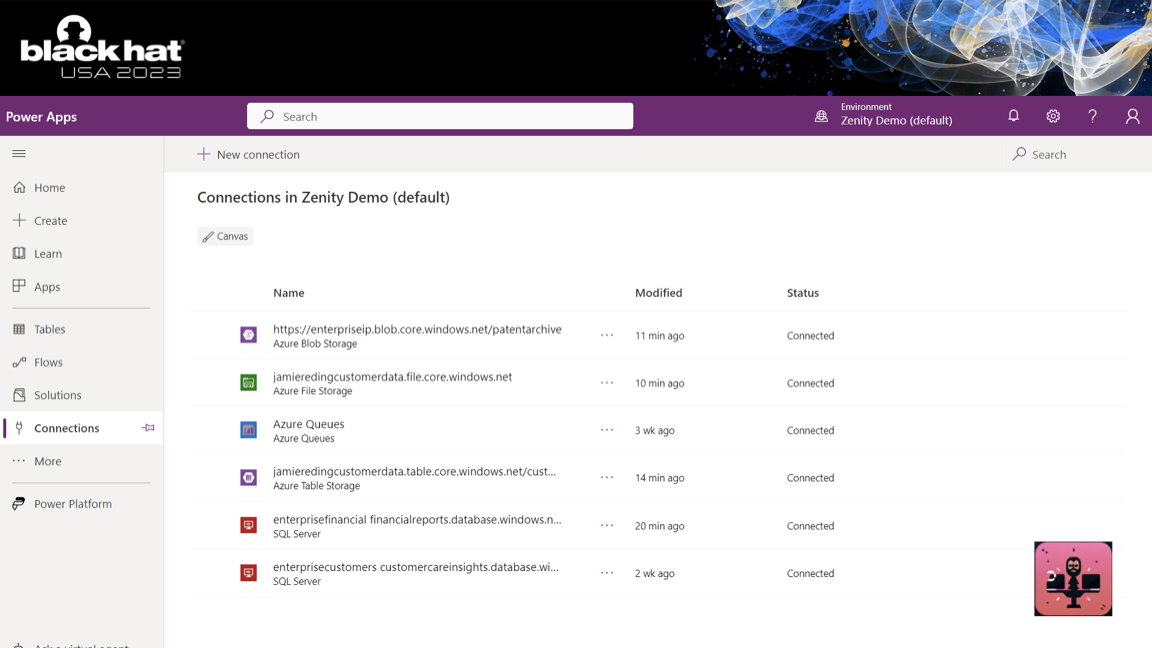 black hat®
USA 2023
Power Apps
Search
Environment
Zenity Demo (default)
New connection
Search
Home
Create
Learn
Apps
Tables
Flows
Solutions
Connections
More
Power Platform
Connections in Zenity Demo (default)
Canvas
Name Modified Status
https://enterpriseip.blob.core.windows.net/patentarchive ... 11 min ago Connected
Azure Blob Storage
jamieredingcustomerdata.file.core.windows.net ... 10 min ago Connected
Azure File Storage
Azure Queues ... 3 wk ago Connected
Azure Queues
jamieredingcustomerdata.table.core.windows.net/cust... ... 14 min ago Connected
Azure Table Storage
enterprisefinancial financialreports.database.windows.n... ... 20 min ago Connected
SQL Server
enterprisecustomers customercareinsights.database.wi... ... 2 wk ago Connected
SQL Server
Ask a virtual agent